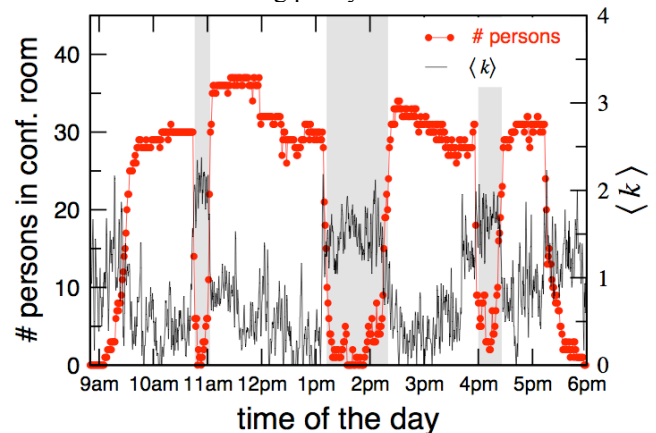 # persons
⟨k⟩
# persons in conf. room
40
30
20
10
0
4
3
2
1
0
⟨k⟩
9am 10am 11am 12pm 1pm 2pm 3pm 4pm 5pm 6pm
time of the day